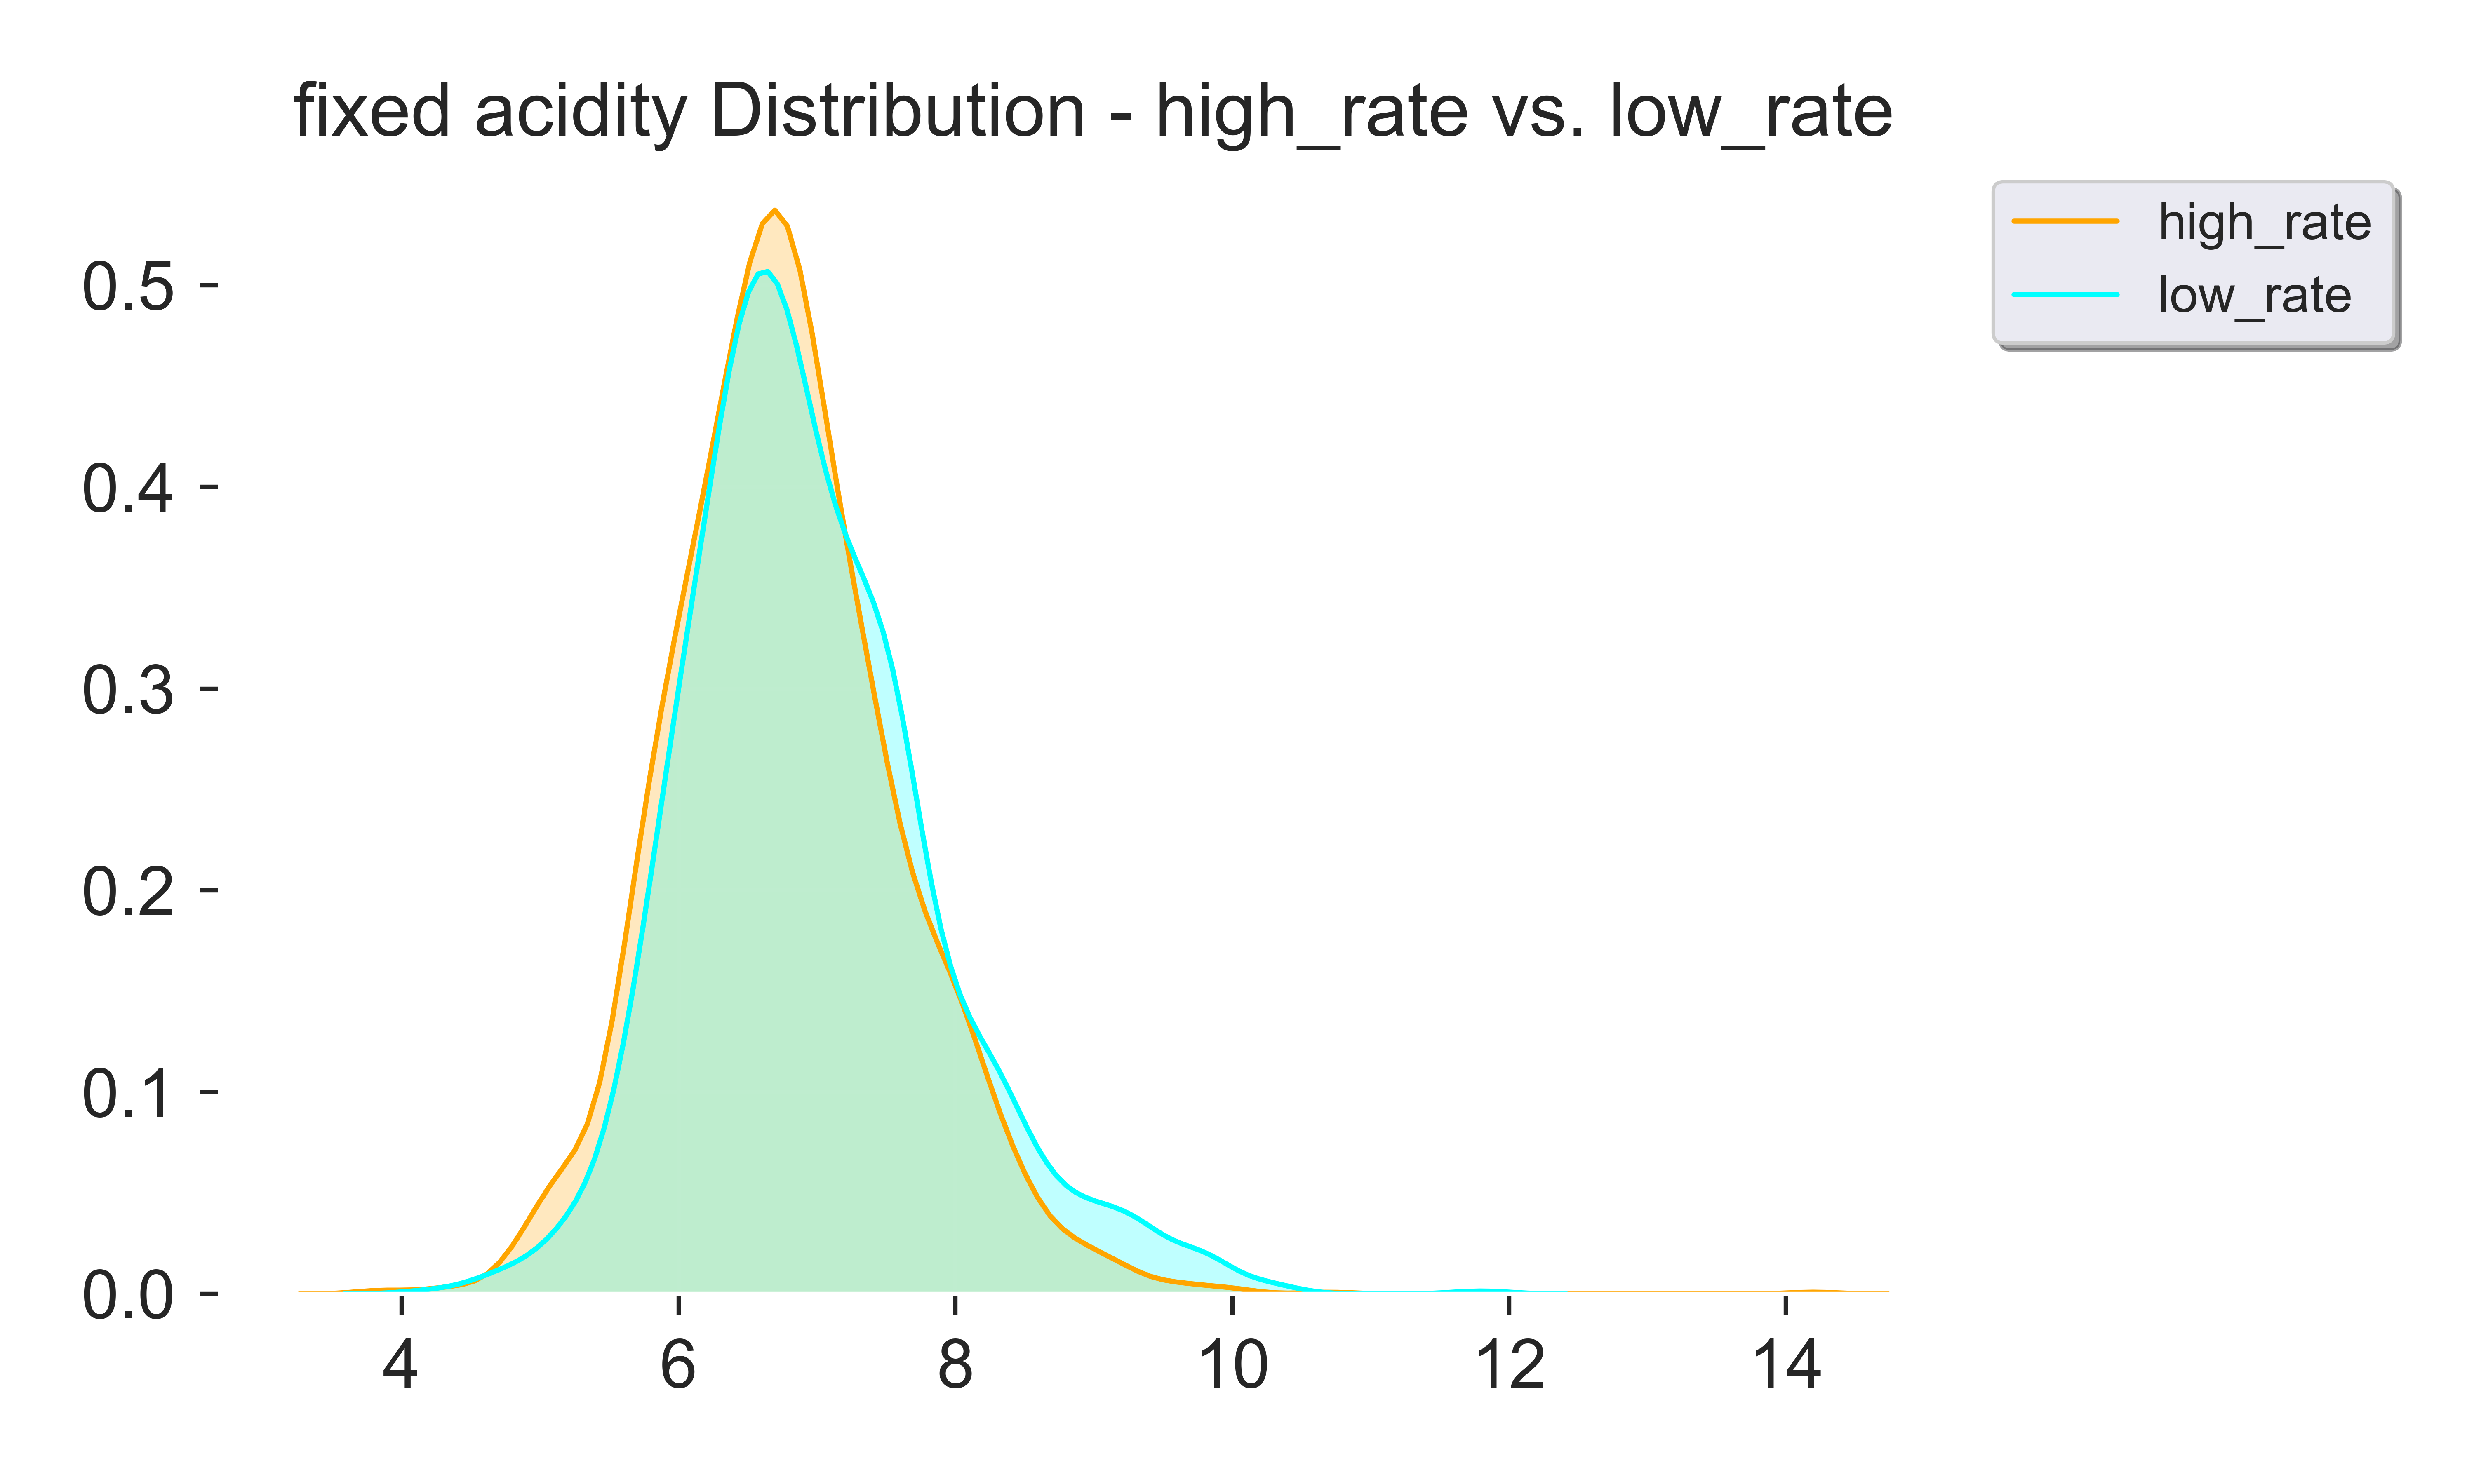 fixed acidity Distribution - high_rate vs. low_rate
high_rate
low_rate
0.5
0.4
0.3
0.2
0.1
0.0
4 6 8 10 12 14